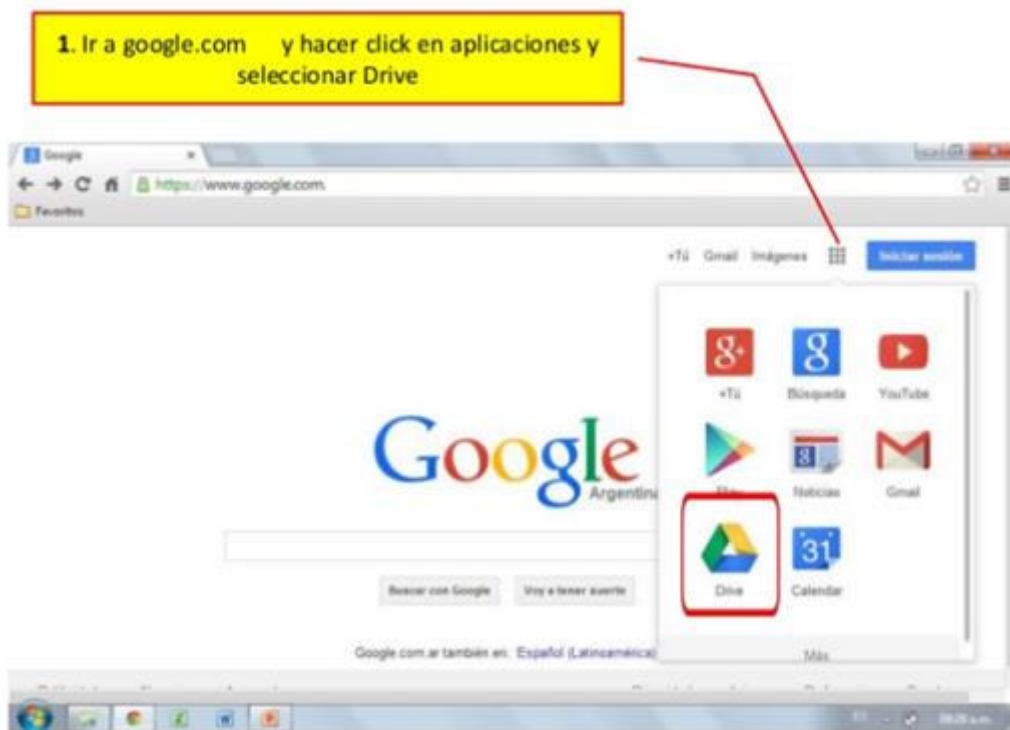 1. Ir a google.com y hacer click en aplicaciones y
seleccionar Drive
Google
https://www.google.com
Favoritos
+Tú Gmail Imágenes Iniciar sesión
g+ g
+Tú Búsqueda YouTube
g
Noticias Gmail
31
Drive Calendar
Más
Google
Argentina
Buscar con Google Voy a tener suerte
Google.com.ar también en: Español (Latinoamérica)